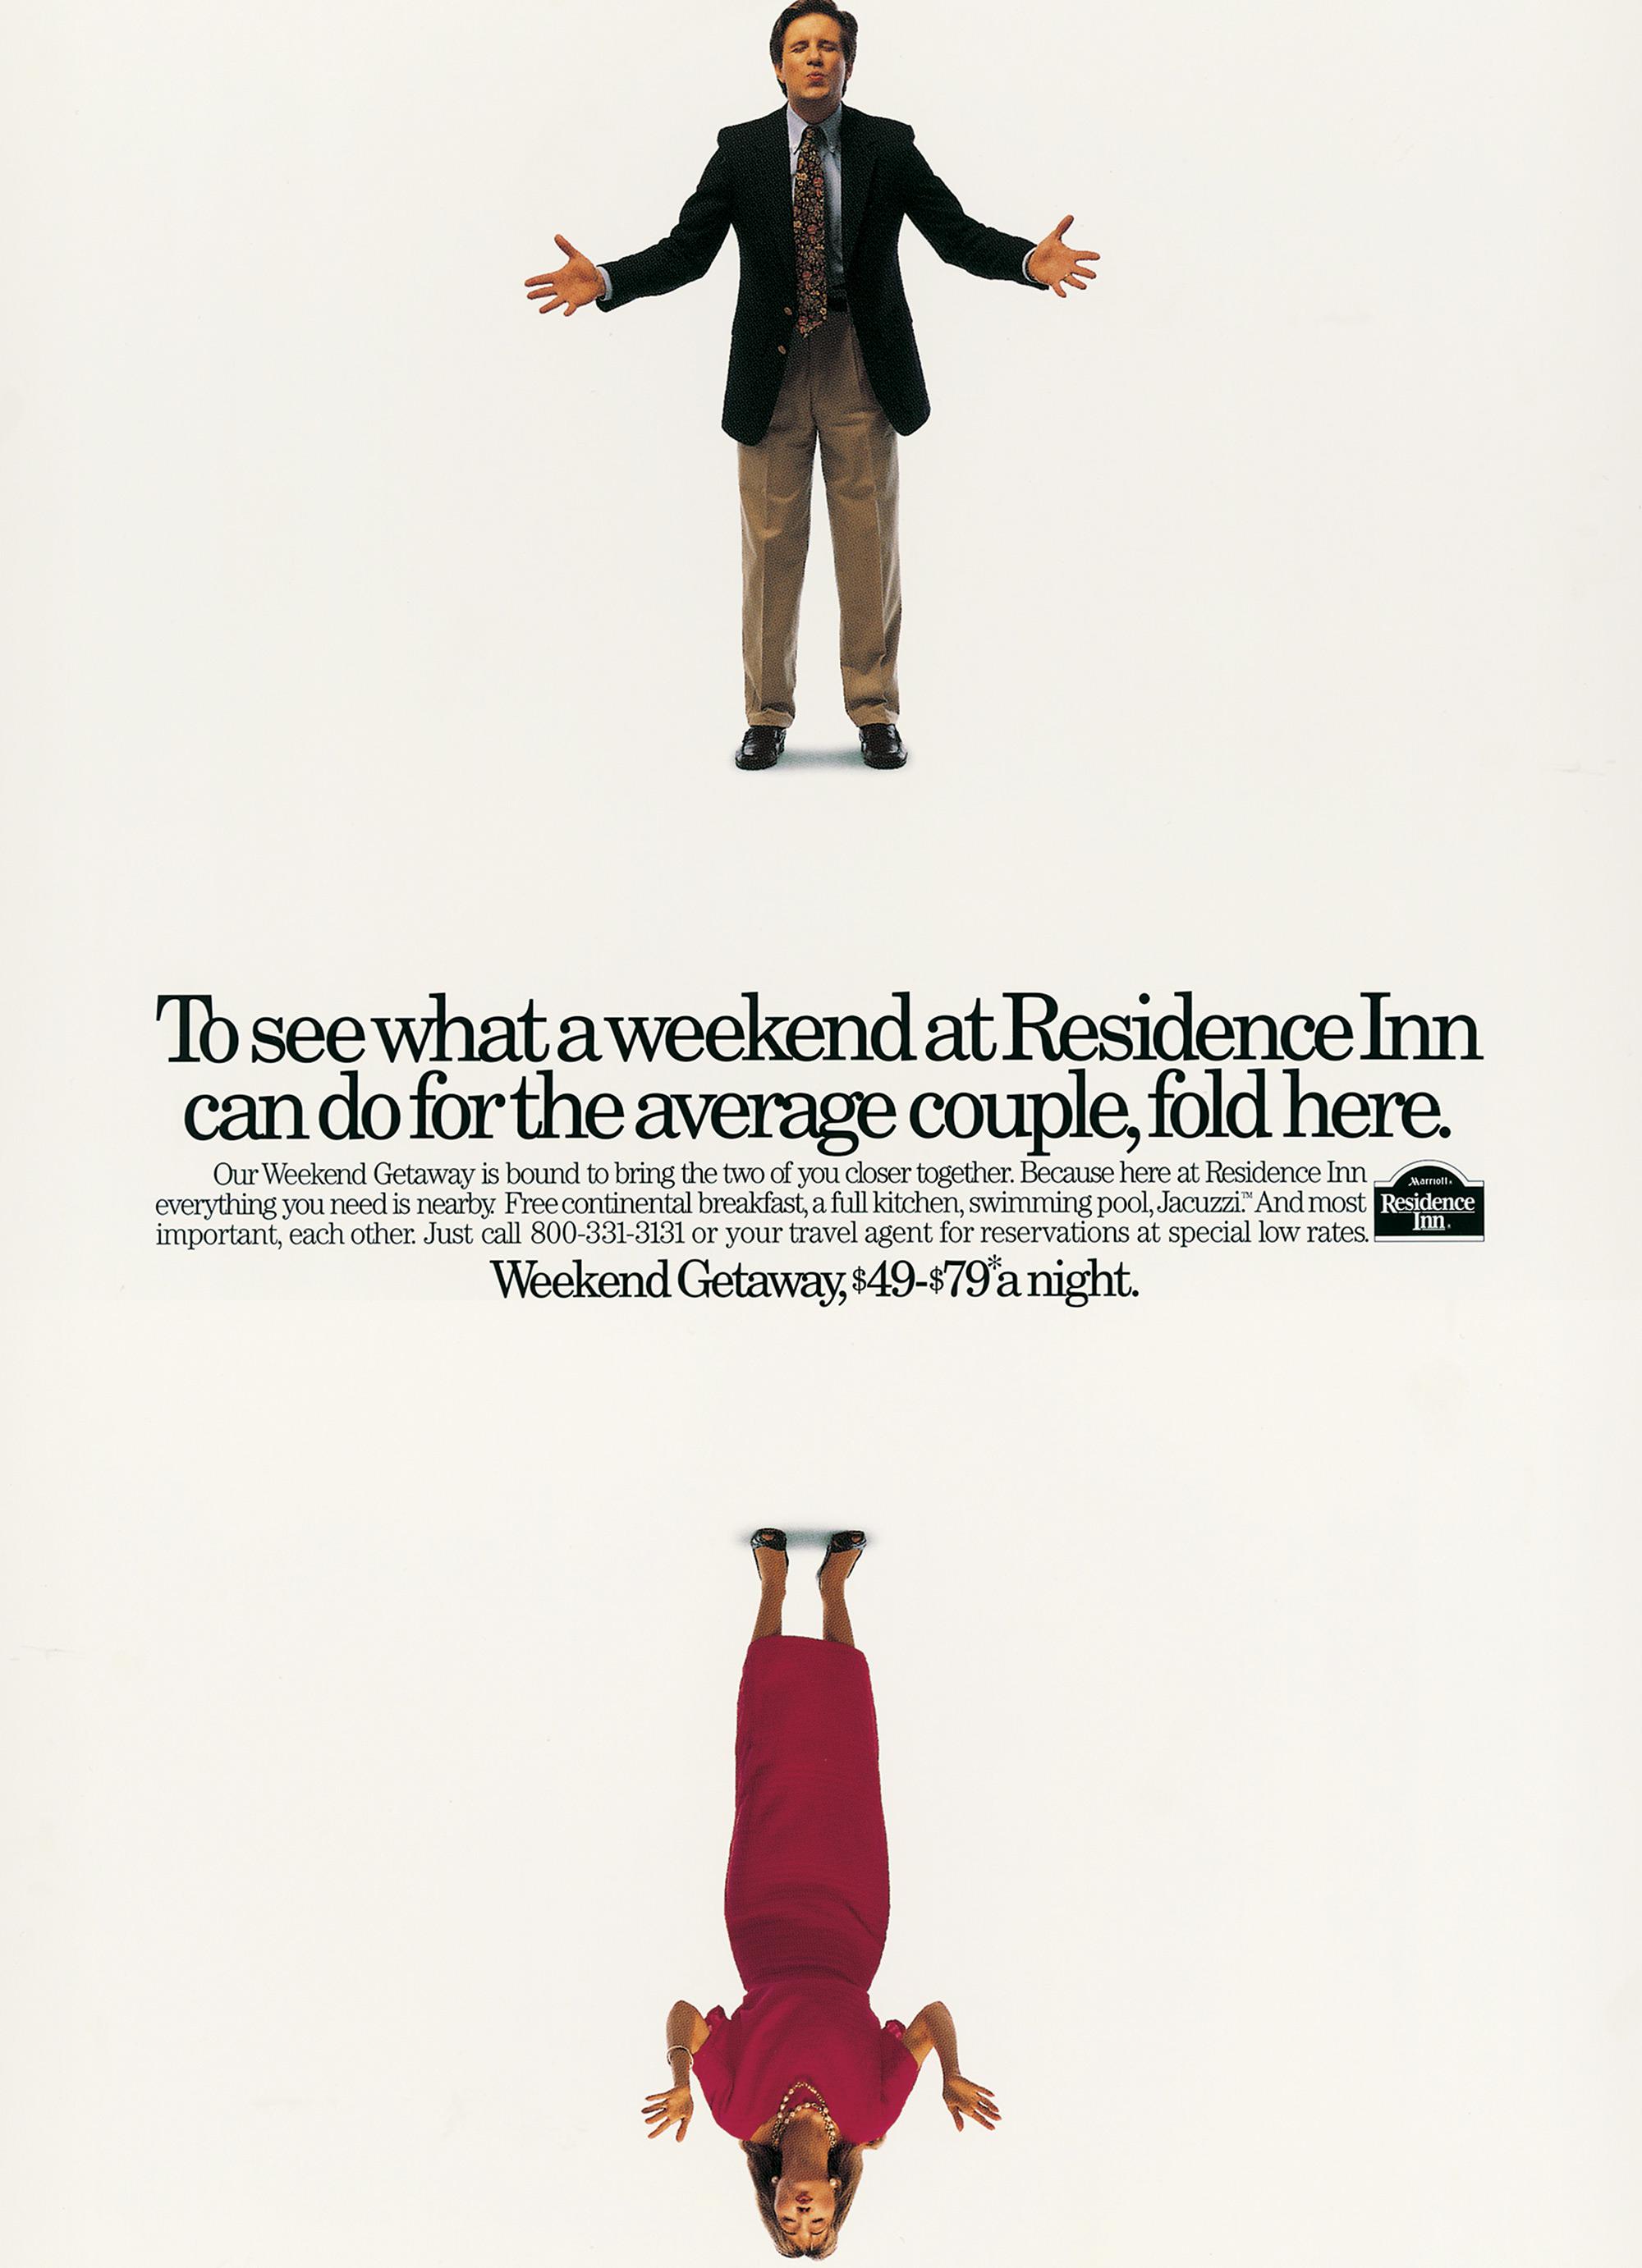 To see what a weekend at Residence Inn
can do for the average couple, fold here.
Our Weekend Getaway is bound to bring the two of you closer together. Because here at Residence Inn
everything you need is nearby. Free continental breakfast, a full kitchen, swimming pool, Jacuzzi.™ And most
important, each other. Just call 800-331-3131 or your travel agent for reservations at special low rates.
Marriott®
Residence
Inn®
Weekend Getaway, $49-$79* a night.